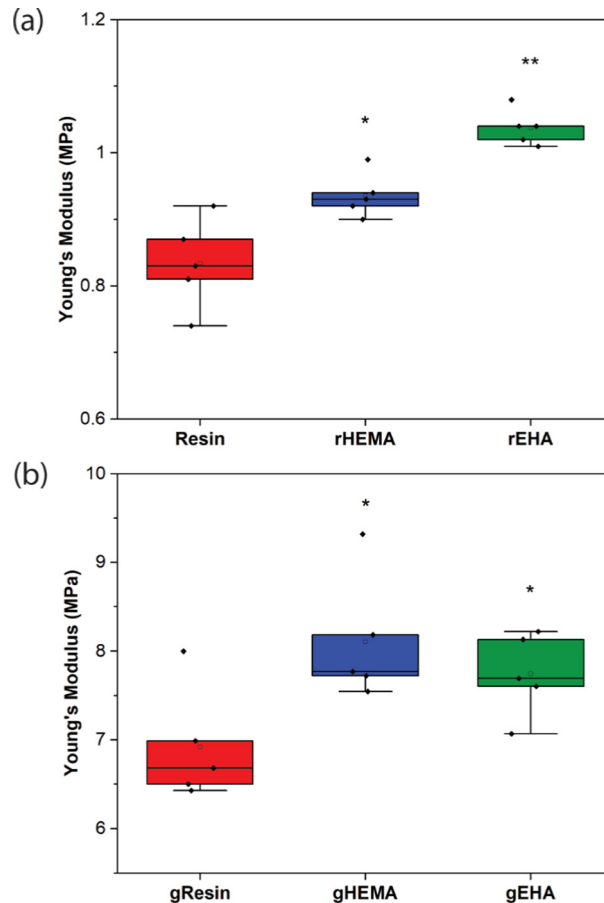 (a)
1.2
**
*
1
Young's Modulus (MPa)
0.8
0.6
Resin rHEMA rEHA
(b)
10
*
9
*
8
Young's Modulus (MPa)
7
6
gResin gHEMA gEHA